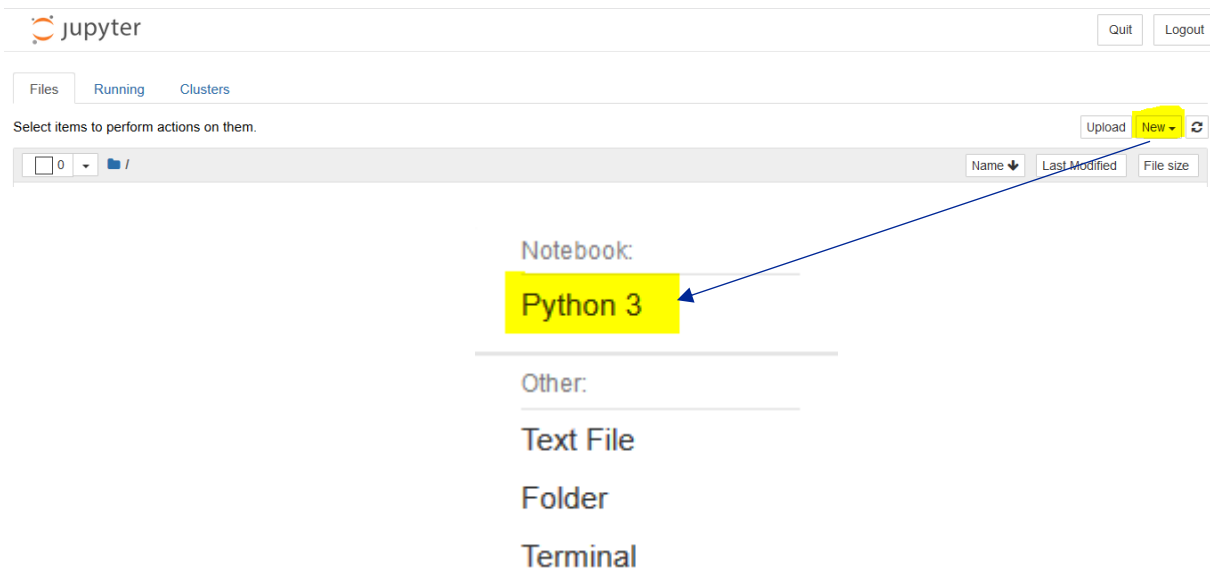 jupyter
Quit Logout
Files Running Clusters
Select items to perform actions on them.
Upload New
0 / Name Last Modified File size
Notebook:
Python 3
Other:
Text File
Folder
Terminal